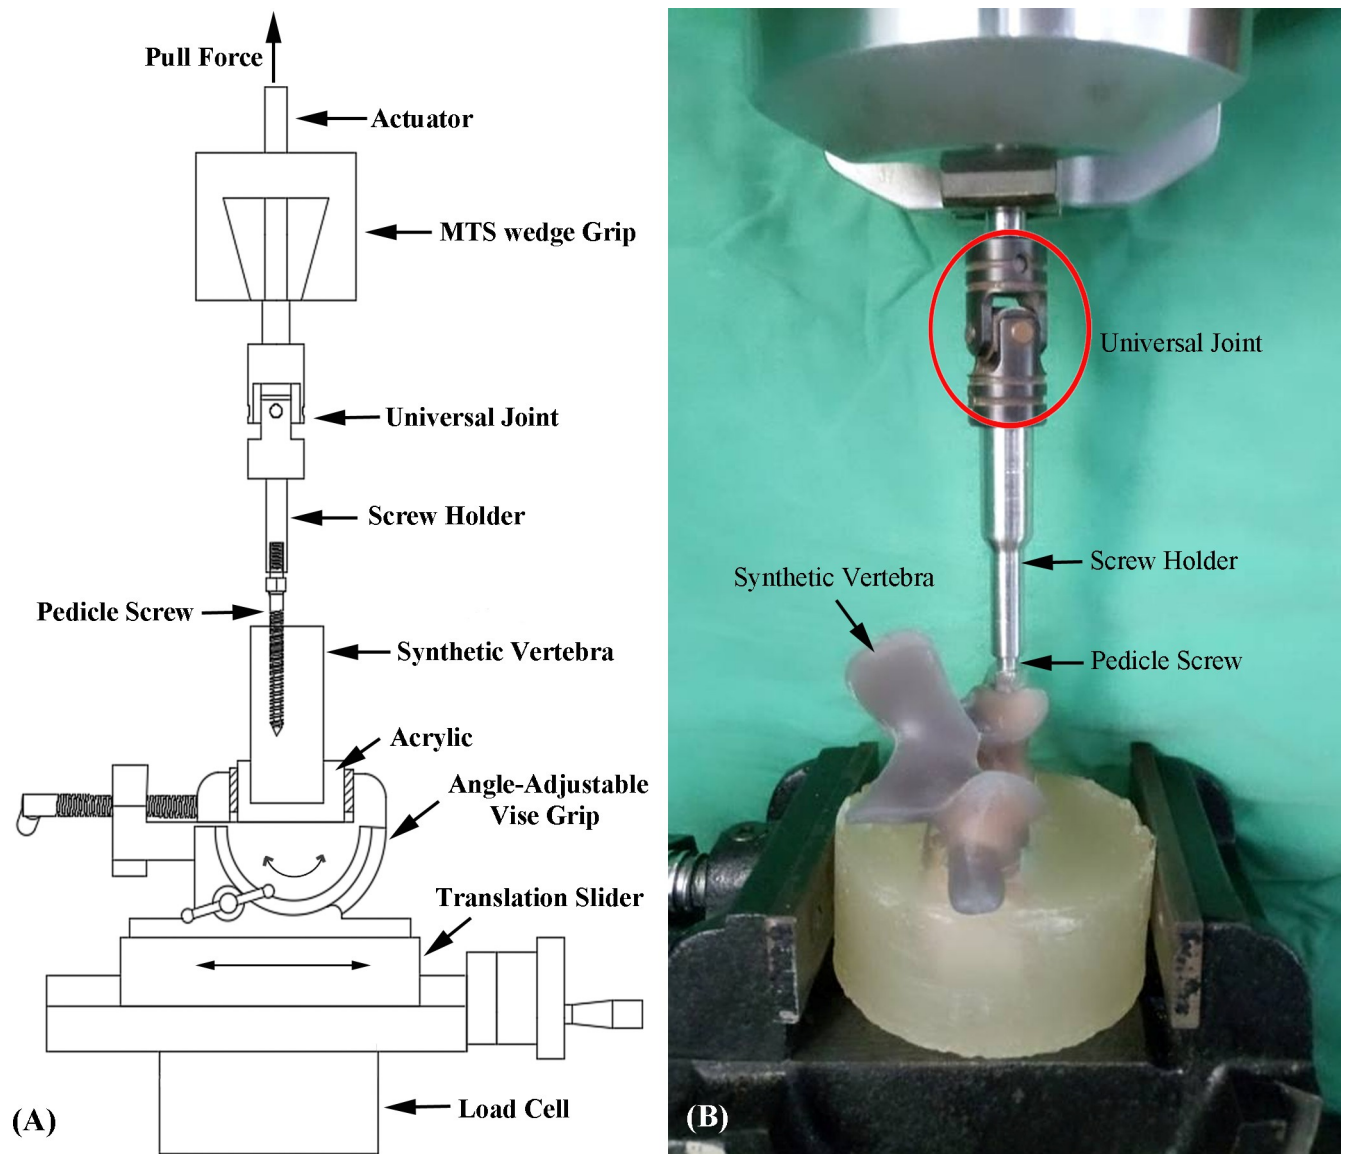 Pull Force
Actuator
MTS wedge Grip
Universal Joint
Screw Holder
Pedicle Screw
Synthetic Vertebra
Acrylic
Angle-Adjustable
Vise Grip
Translation Slider
Load Cell
(A)
Universal Joint
Screw Holder
Synthetic Vertebra
Pedicle Screw
(B)